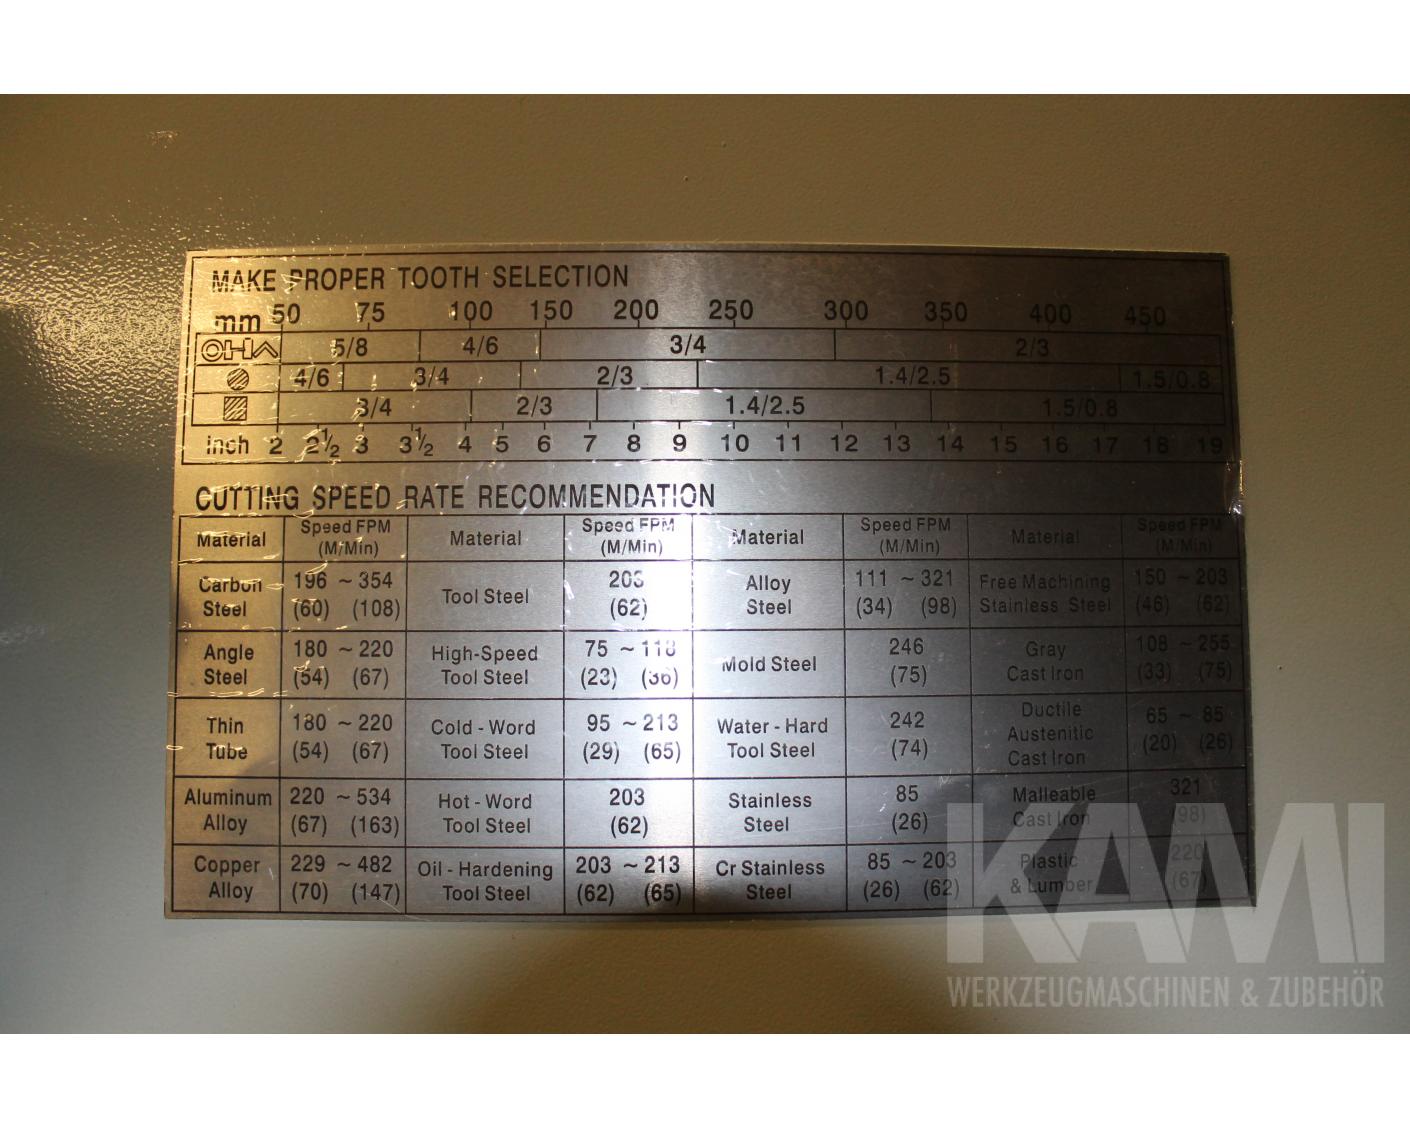 MAKE PROPER TOOTH SELECTION
mm 50 75 100 150 200 250 300 350 400 450
5/8 4/6 3/4 2/3
4/6 3/4 2/3 1.4/2.5 1.5/0.8
3/4 2/3 1.4/2.5 1.5/0.8
inch 2 2½ 3 3½ 4 5 6 7 8 9 10 11 12 13 14 15 16 17 18 19
CUTTING SPEED RATE RECOMMENDATION
Material Speed FPM (M/Min) Material Speed FPM (M/Min) Material Speed FPM (M/Min) Material Speed FPM (M/Min)
Carbon Steel 196 ~ 354 (60) (108) Tool Steel 203 (62) Alloy Steel 111 ~ 321 (34) (98) Free Machining Stainless Steel 150 ~ 203 (46) (62)
Angle Steel 180 ~ 220 (54) (67) High-Speed Tool Steel 75 ~ 118 (23) (36) Mold Steel 246 (75) Gray Cast Iron 108 ~ 255 (33) (75)
Thin Tube 180 ~ 220 (54) (67) Cold - Word Tool Steel 95 ~ 213 (29) (65) Water - Hard Tool Steel 242 (74) Ductile Austenitic Cast Iron 65 ~ 85 (20) (26)
Aluminum Alloy 220 ~ 534 (67) (163) Hot - Word Tool Steel 203 (62) Stainless Steel 85 (26) Malleable Cast Iron 321 (98)
Copper Alloy 229 ~ 482 (70) (147) Oil - Hardening Tool Steel 203 ~ 213 (62) (65) Cr Stainless Steel 85 ~ 203 (26) (62) Plastic & Lumber 220 (67)
KAMI
WERKZEUGMASCHINEN & ZUBEHÖR